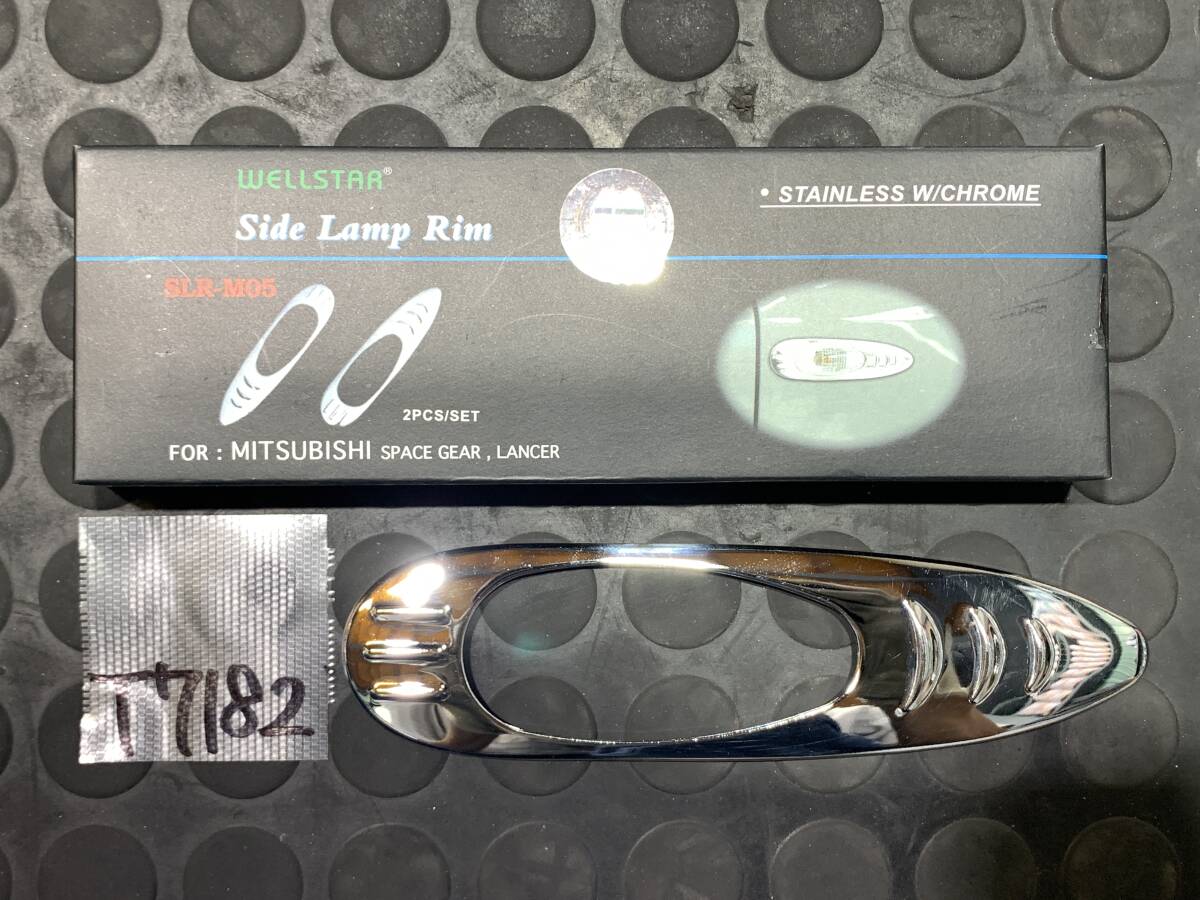 WELLSTAR®
Side Lamp Rim
• STAINLESS W/CHROME
SLR-M05
2PCS/SET
FOR : MITSUBISHI SPACE GEAR , LANCER
T7182